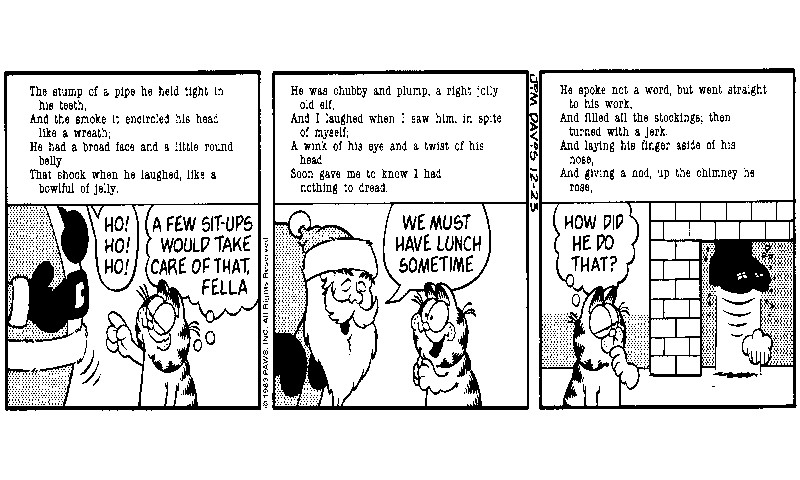 The stump of a pipe he held tight in
his teeth,
And the smoke it encircled his head
like a wreath;
He had a broad face and a little round
belly
That shook when he laughed, like a
bowlful of jelly.
HO!
HO!
HO!
A FEW SIT-UPS
WOULD TAKE
CARE OF THAT,
FELLA
© 1983 PAWS, INC. All Rights Reserved
He was chubby and plump, a right jolly
old elf,
And I laughed when I saw him, in spite
of myself;
A wink of his eye and a twist of his
head
Soon gave me to know I had
nothing to dread.
WE MUST
HAVE LUNCH
SOMETIME
JIM DAVIS 12-23
He spoke not a word, but went straight
to his work,
And filled all the stockings; then
turned with a jerk.
And laying his finger aside of his
nose,
And giving a nod, up the chimney he
rose,
HOW DID
HE DO
THAT?